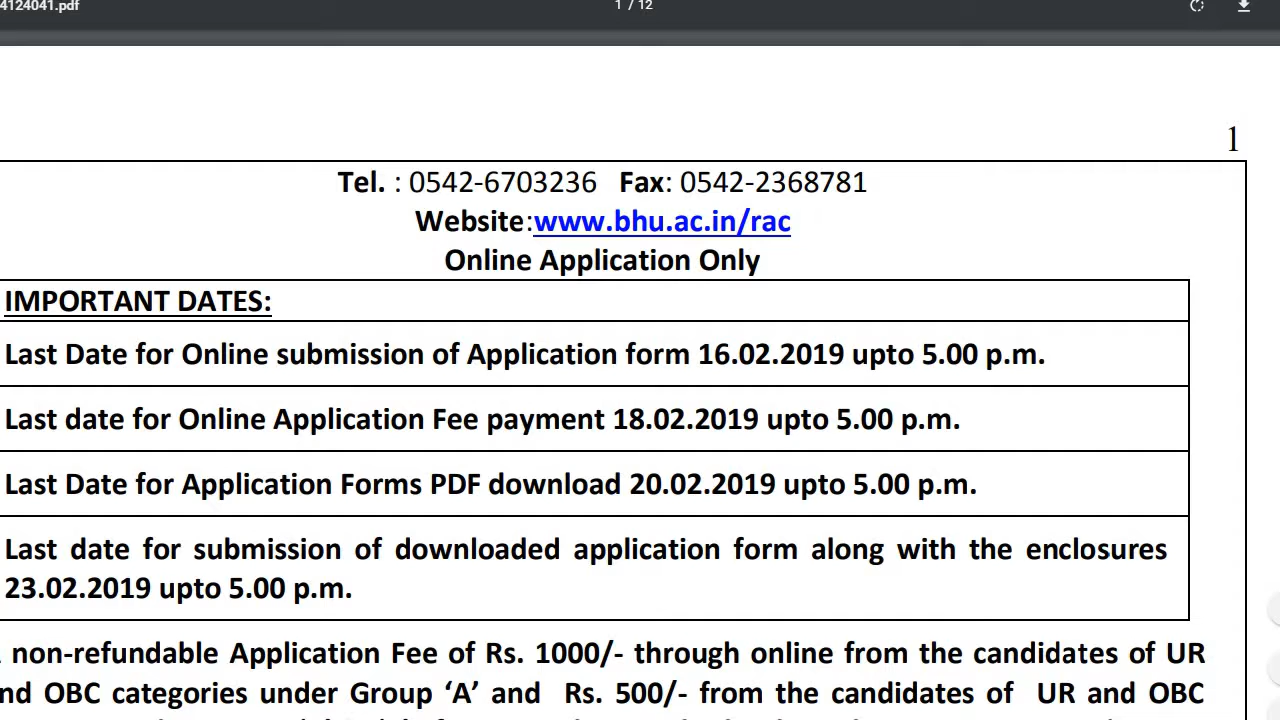 4124041.pdf
1 / 12
1
Tel. : 0542-6703236 Fax: 0542-2368781
Website:www.bhu.ac.in/rac
Online Application Only
IMPORTANT DATES:
Last Date for Online submission of Application form 16.02.2019 upto 5.00 p.m.
Last date for Online Application Fee payment 18.02.2019 upto 5.00 p.m.
Last Date for Application Forms PDF download 20.02.2019 upto 5.00 p.m.
Last date for submission of downloaded application form along with the enclosures
23.02.2019 upto 5.00 p.m.
non-refundable Application Fee of Rs. 1000/- through online from the candidates of UR
nd OBC categories under Group ‘A’ and Rs. 500/- from the candidates of UR and OBC